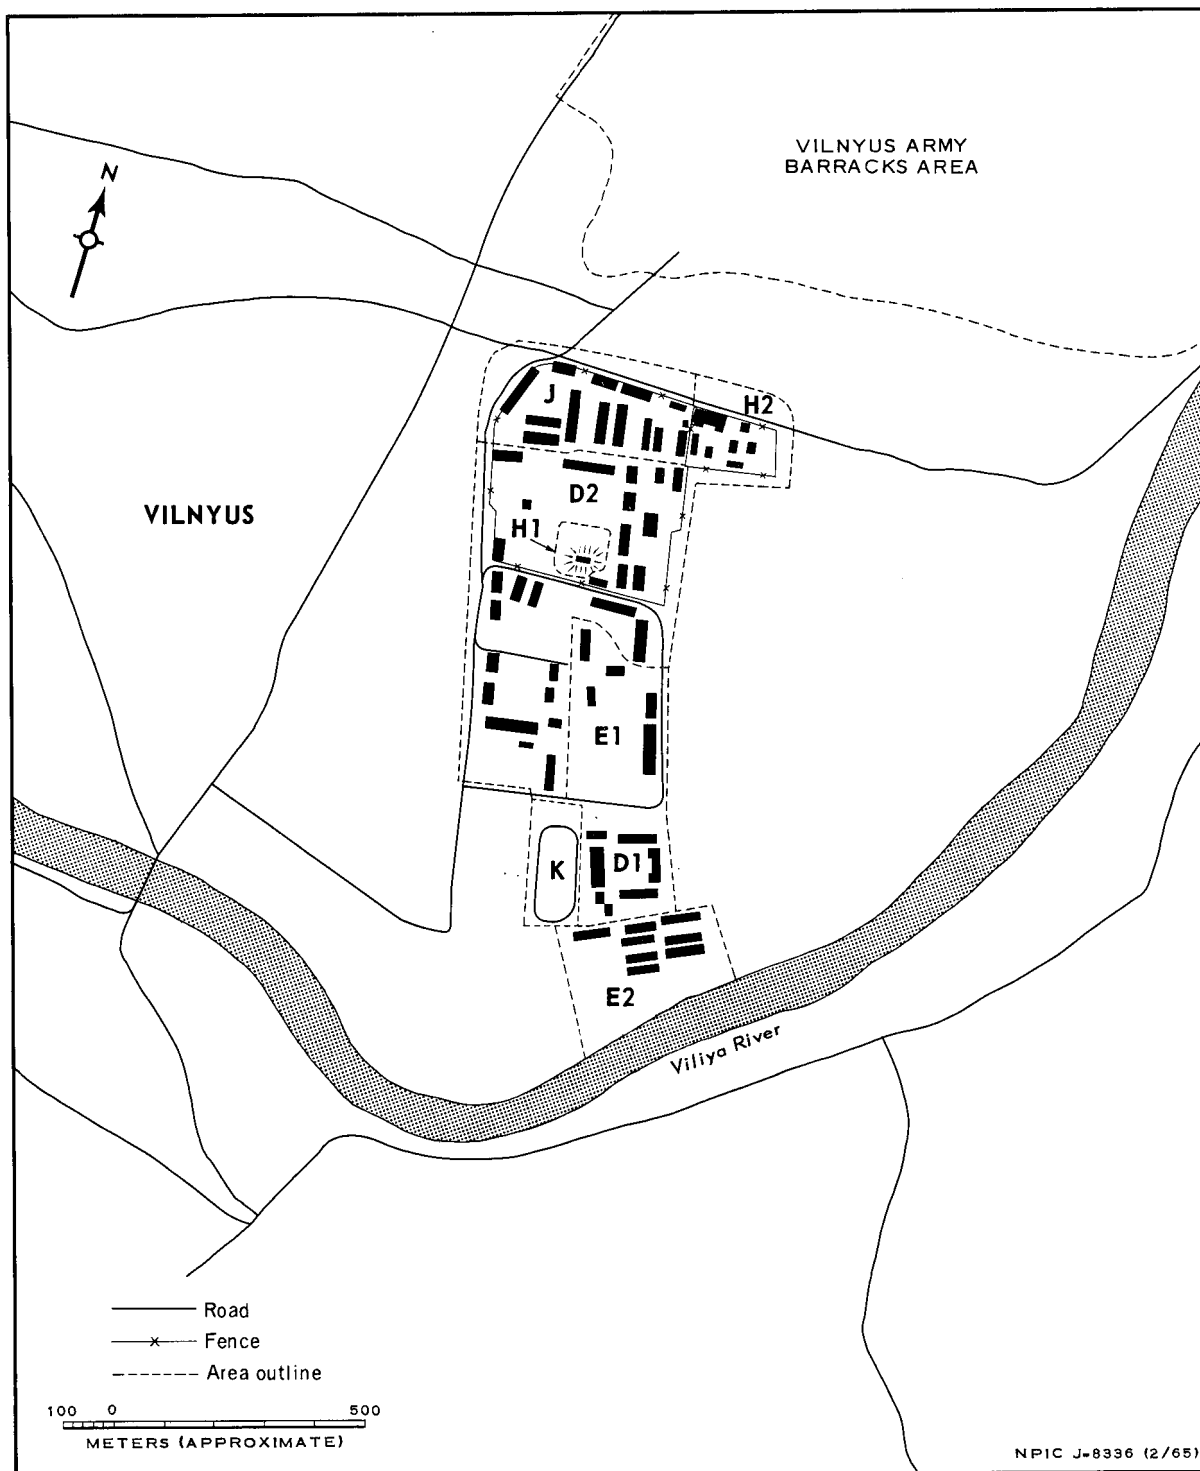 VILNYUS ARMY
BARRACKS AREA
N
J
H2
D2
VILNYUS
H1
E1
K
D1
E2
Viliya River
Road
Fence
Area outline
100 0 500
METERS (APPROXIMATE)
NPIC J-8336 (2/65)